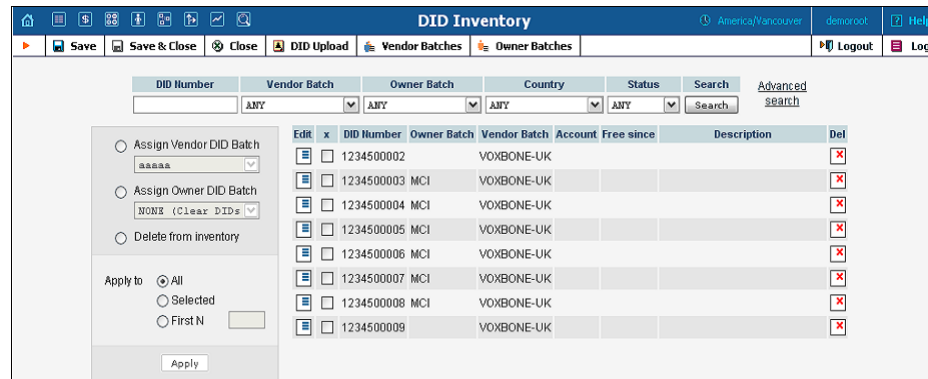 DID Inventory America/Vancouver demoroot Help
Save Save & Close Close DID Upload Vendor Batches Owner Batches Logout Log
DID Number Vendor Batch Owner Batch Country Status Search Advanced search
ANY ANY ANY ANY Search
Edit x DID Number Owner Batch Vendor Batch Account Free since Description Del
Assign Vendor DID Batch
aaaaa
Assign Owner DID Batch
NONE (Clear DIDs
Delete from inventory
Apply to All
Selected
First N
Apply
1234500002 VOXBONE-UK
1234500003 MCI VOXBONE-UK
1234500004 MCI VOXBONE-UK
1234500005 MCI VOXBONE-UK
1234500006 MCI VOXBONE-UK
1234500007 MCI VOXBONE-UK
1234500008 MCI VOXBONE-UK
1234500009 VOXBONE-UK